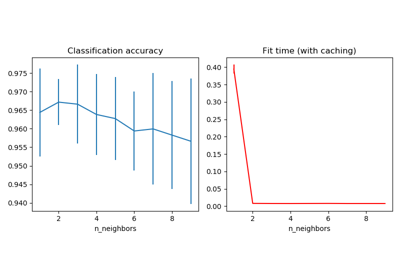 Classification accuracy
0.975
0.970
0.965
0.960
0.955
0.950
0.945
0.940
2 4 6 8
n_neighbors
Fit time (with caching)
0.40
0.35
0.30
0.25
0.20
0.15
0.10
0.05
0.00
2 4 6 8
n_neighbors